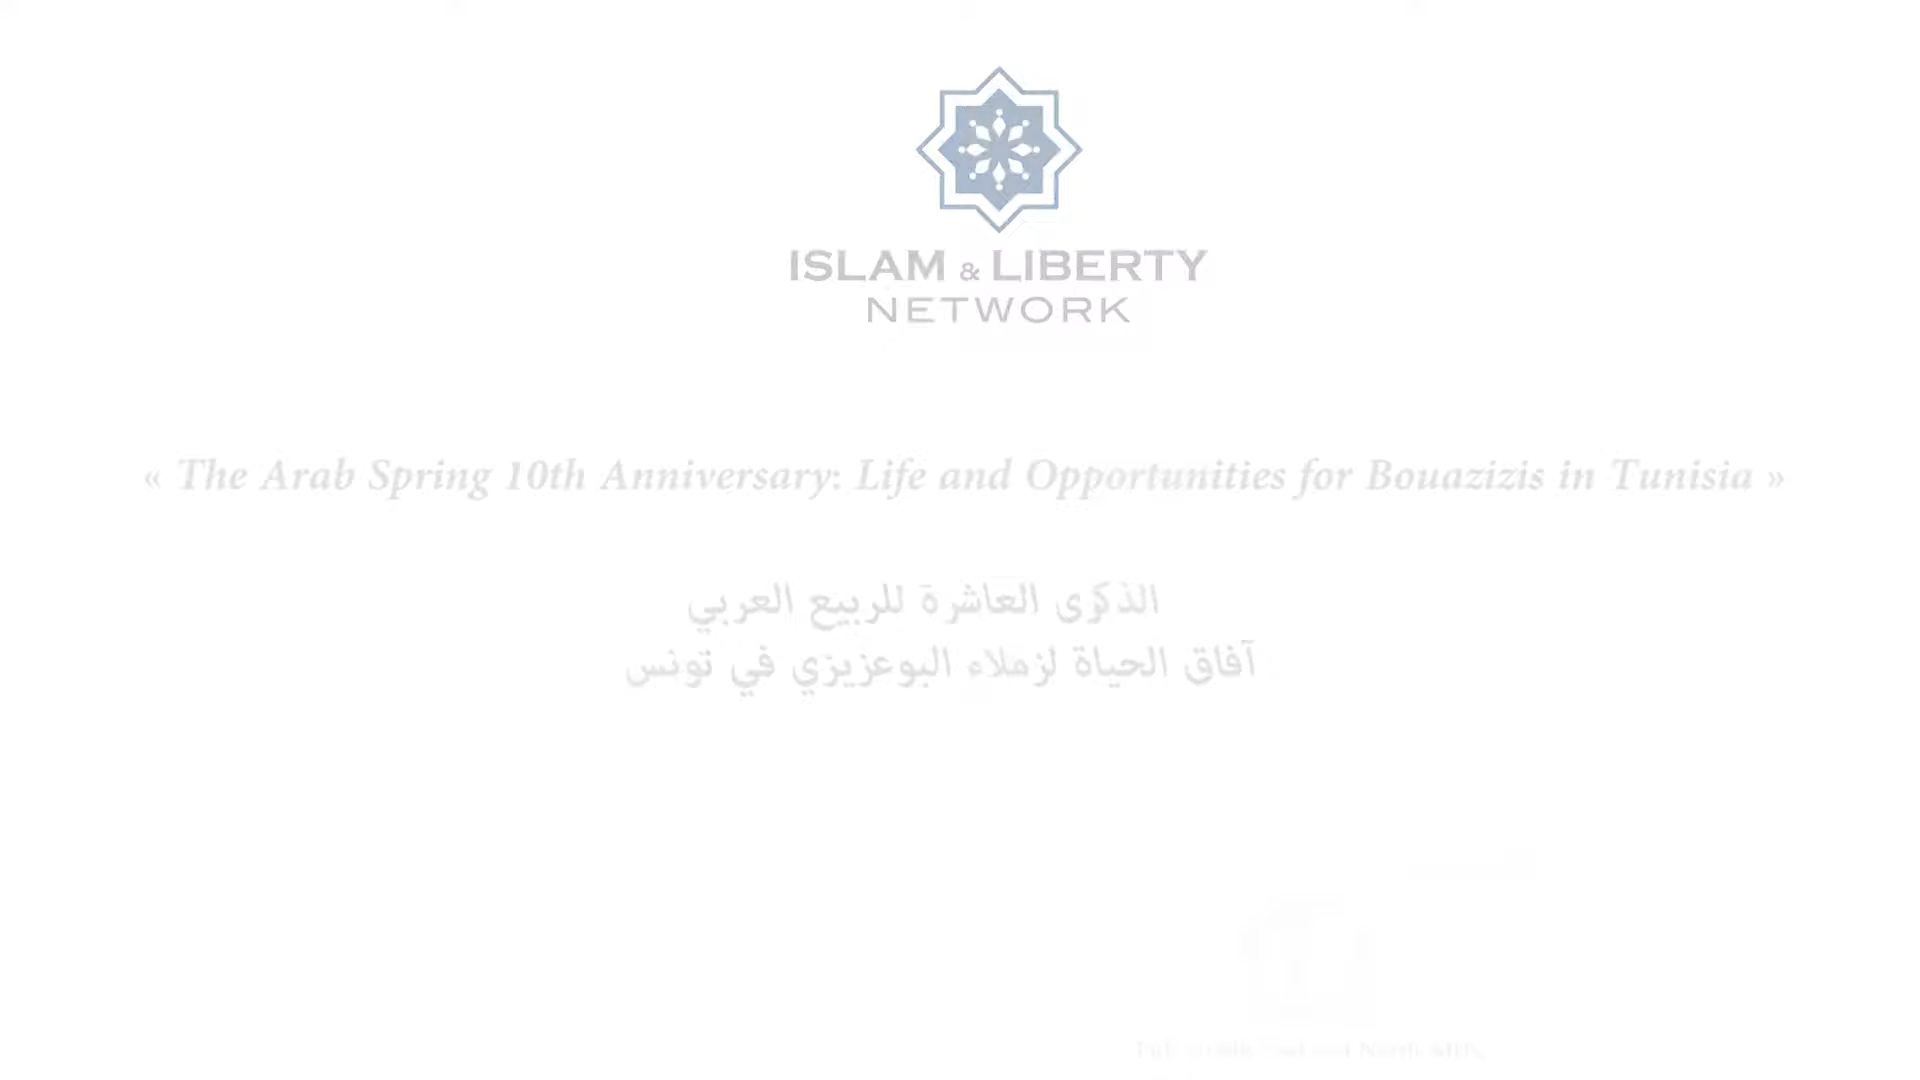 ISLAM & LIBERTY
NETWORK
« The Arab Spring 10th Anniversary: Life and Opportunities for Bouazizis in Tunisia »
الذكرى العاشرة للربيع العربي
آفاق الحياة لزملاء البوعزيزي في تونس